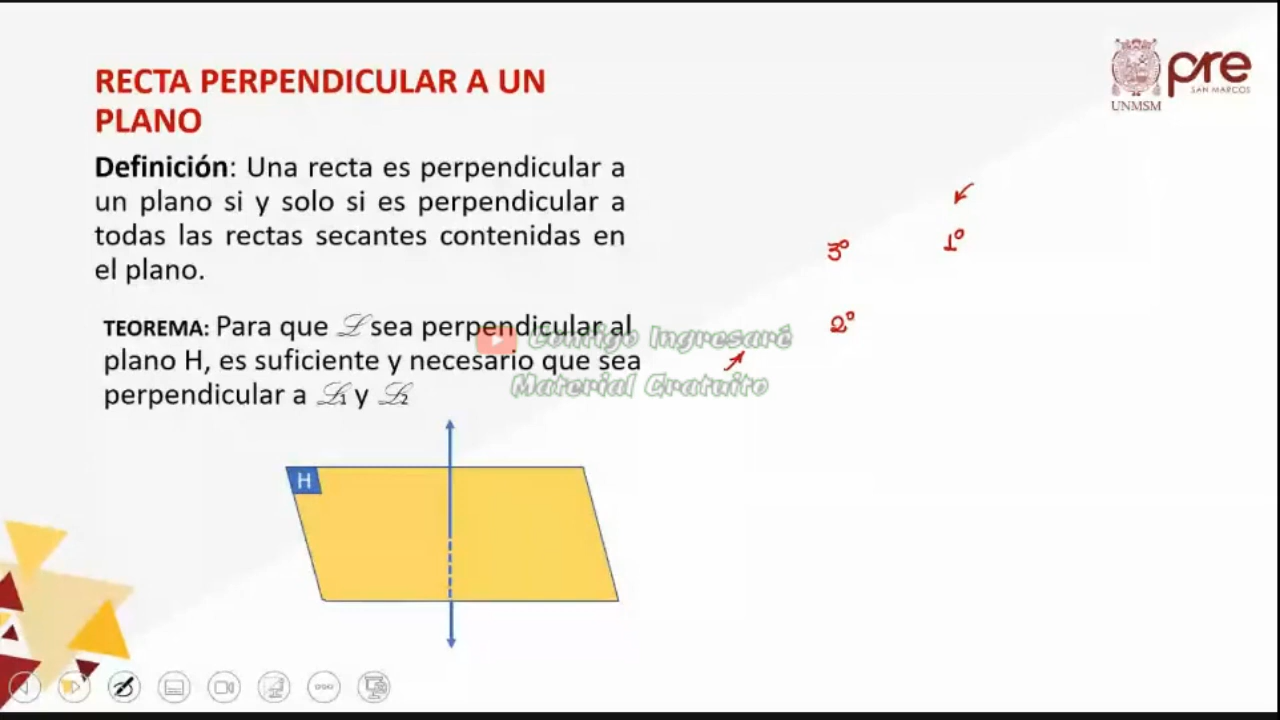 RECTA PERPENDICULAR A UN
PLANO
Definición: Una recta es perpendicular a
un plano si y solo si es perpendicular a
todas las rectas secantes contenidas en
el plano.
TEOREMA: Para que ℒ sea perpendicular al
plano H, es suficiente y necesario que sea
perpendicular a ℒ1 y ℒ2
H
3°
1°
2°
Contigo Ingresaré
Material Gratuito
UNMSM
pre
SAN MARCOS